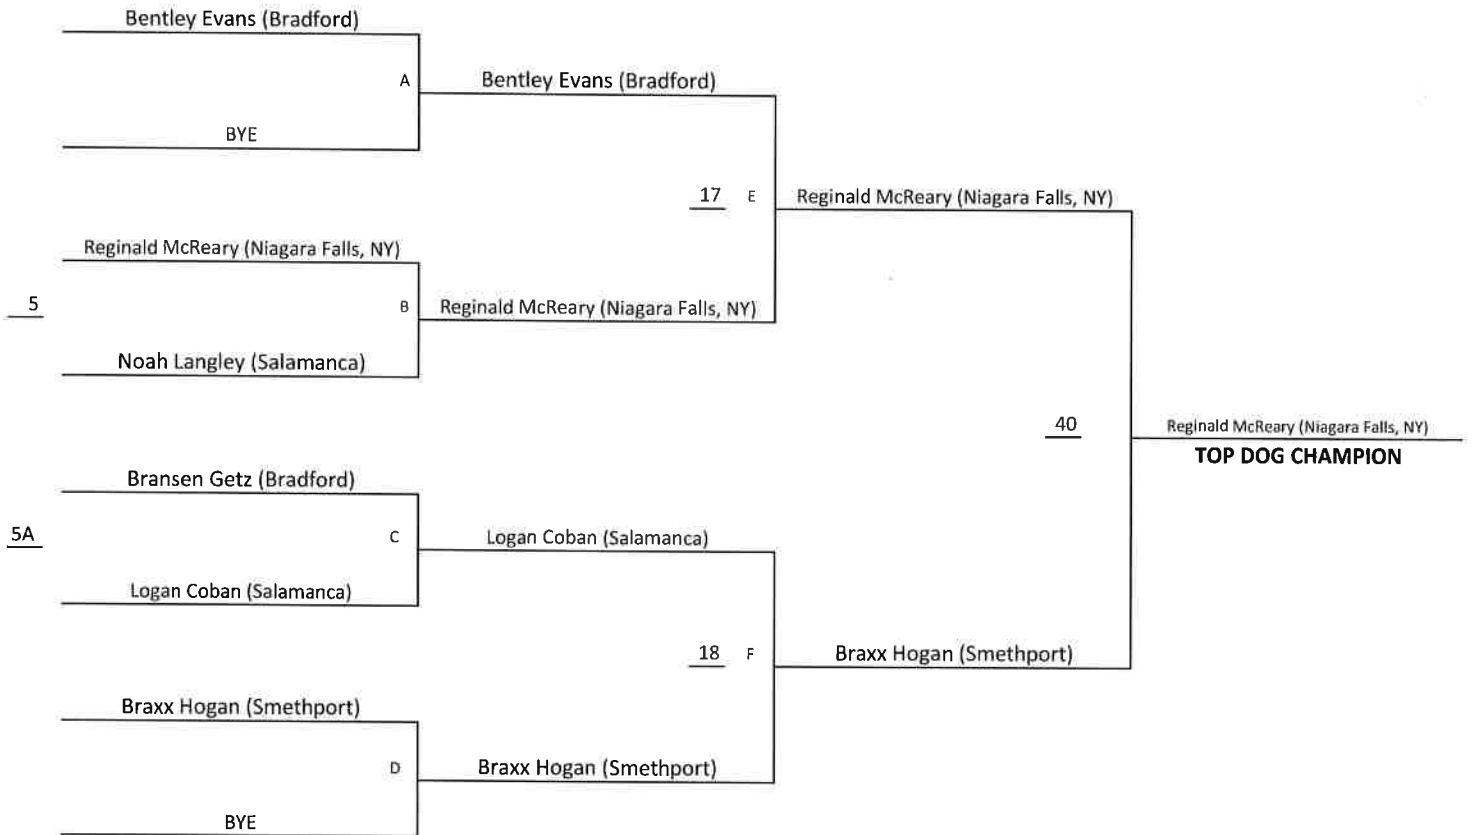 Bentley Evans (Bradford)
A
Bentley Evans (Bradford)
BYE
17
E
Reginald McReary (Niagara Falls, NY)
Reginald McReary (Niagara Falls, NY)
5
B
Reginald McReary (Niagara Falls, NY)
Noah Langley (Salamanca)
40
Reginald McReary (Niagara Falls, NY)
TOP DOG CHAMPION
Bransen Getz (Bradford)
5A
C
Logan Coban (Salamanca)
Logan Coban (Salamanca)
18
F
Braxx Hogan (Smethport)
Braxx Hogan (Smethport)
D
Braxx Hogan (Smethport)
BYE